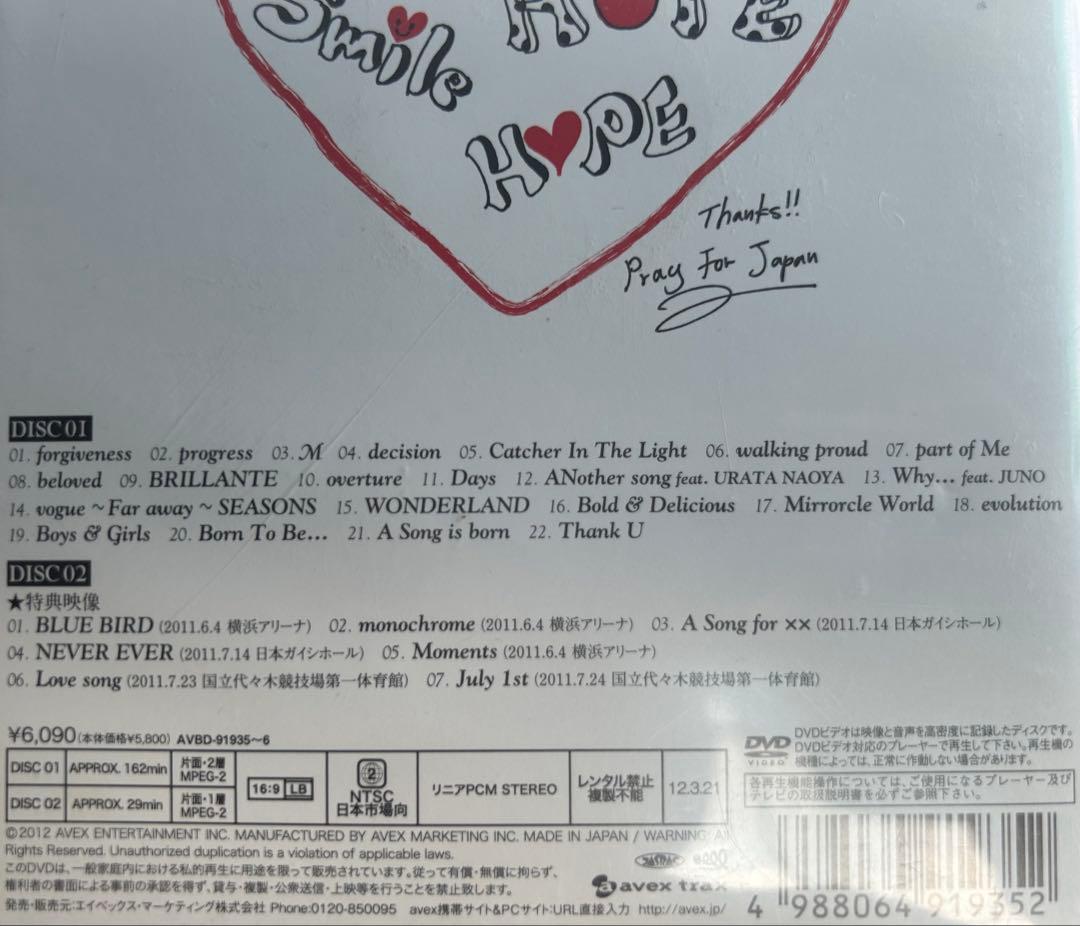 Smile
HOPE
HOPE
Thanks!!
Pray For Japan
DISC 01
01. forgiveness 02. progress 03. M 04. decision 05. Catcher In The Light 06. walking proud 07. part of Me
08. beloved 09. BRILLANTE 10. overture 11. Days 12. ANother song feat. URATA NAOYA 13. Why... feat. JUNO
14. vogue ~ Far away ~ SEASONS 15. WONDERLAND 16. Bold & Delicious 17. Mirrorcle World 18. evolution
19. Boys & Girls 20. Born To Be... 21. A Song is born 22. Thank U
DISC 02
★特典映像
01. BLUE BIRD (2011.6.4 横浜アリーナ) 02. monochrome (2011.6.4 横浜アリーナ) 03. A Song for ×× (2011.7.14 日本ガイシホール)
04. NEVER EVER (2011.7.14 日本ガイシホール) 05. Moments (2011.6.4 横浜アリーナ)
06. Love song (2011.7.23 国立代々木競技場第一体育館) 07. July 1st (2011.7.24 国立代々木競技場第一体育館)
¥6,090(本体価格¥5,800) AVBD-91935~6
DISC 01 APPROX. 162min 片面・2層 MPEG-2
DISC 02 APPROX. 29min 片面・1層 MPEG-2
16:9 LB
2
NTSC
日本市場向
リニアPCM STEREO
レンタル禁止
複製不能
12.3.21
DVD
VIDEO
DVDビデオは映像と音声を高密度に記録したディスクです。
DVDビデオ対応のプレーヤーで再生して下さい。再生機の
機種によっては、正常に作動しない場合があります。
各再生機能操作については、ご使用になるプレーヤー及び
テレビの取扱説明書を必ずご参照下さい。
©2012 AVEX ENTERTAINMENT INC. MANUFACTURED BY AVEX MARKETING INC. MADE IN JAPAN / WARNING: All
Rights Reserved. Unauthorized duplication is a violation of applicable laws.
このDVDは、一般家庭内における私的再生に用途を限って販売されています。従って有償・無償に拘らず、
権利者の書面による事前の承認を得ず、貸与・複製・公衆送信・上映等を行うことを禁止致します。
発売・販売元:エイベックス・マーケティング株式会社 Phone:0120-850095 avex携帯サイト&PCサイト:URL直接入力 http://avex.jp/
JASRAC
avex trax
4 988064 919352